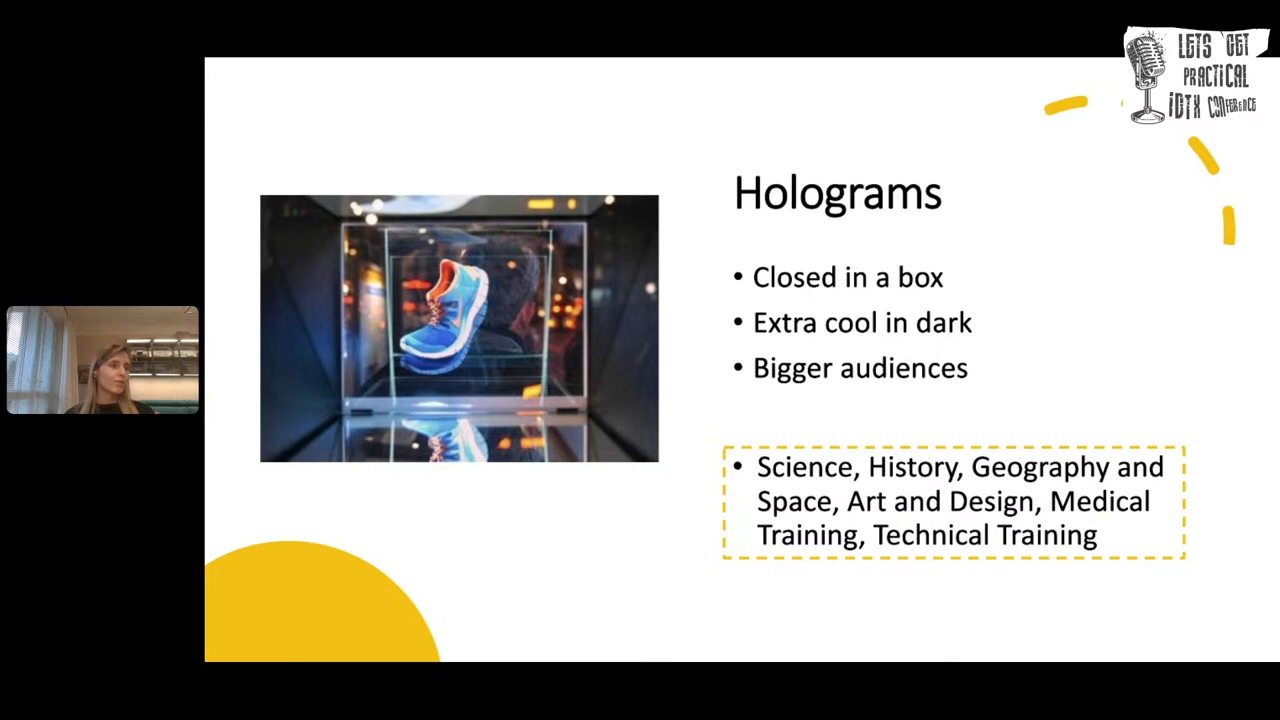 LETS GET
PRACTICAL
iDTX CONFERENCE
Holograms
• Closed in a box
• Extra cool in dark
• Bigger audiences
• Science, History, Geography and
Space, Art and Design, Medical
Training, Technical Training